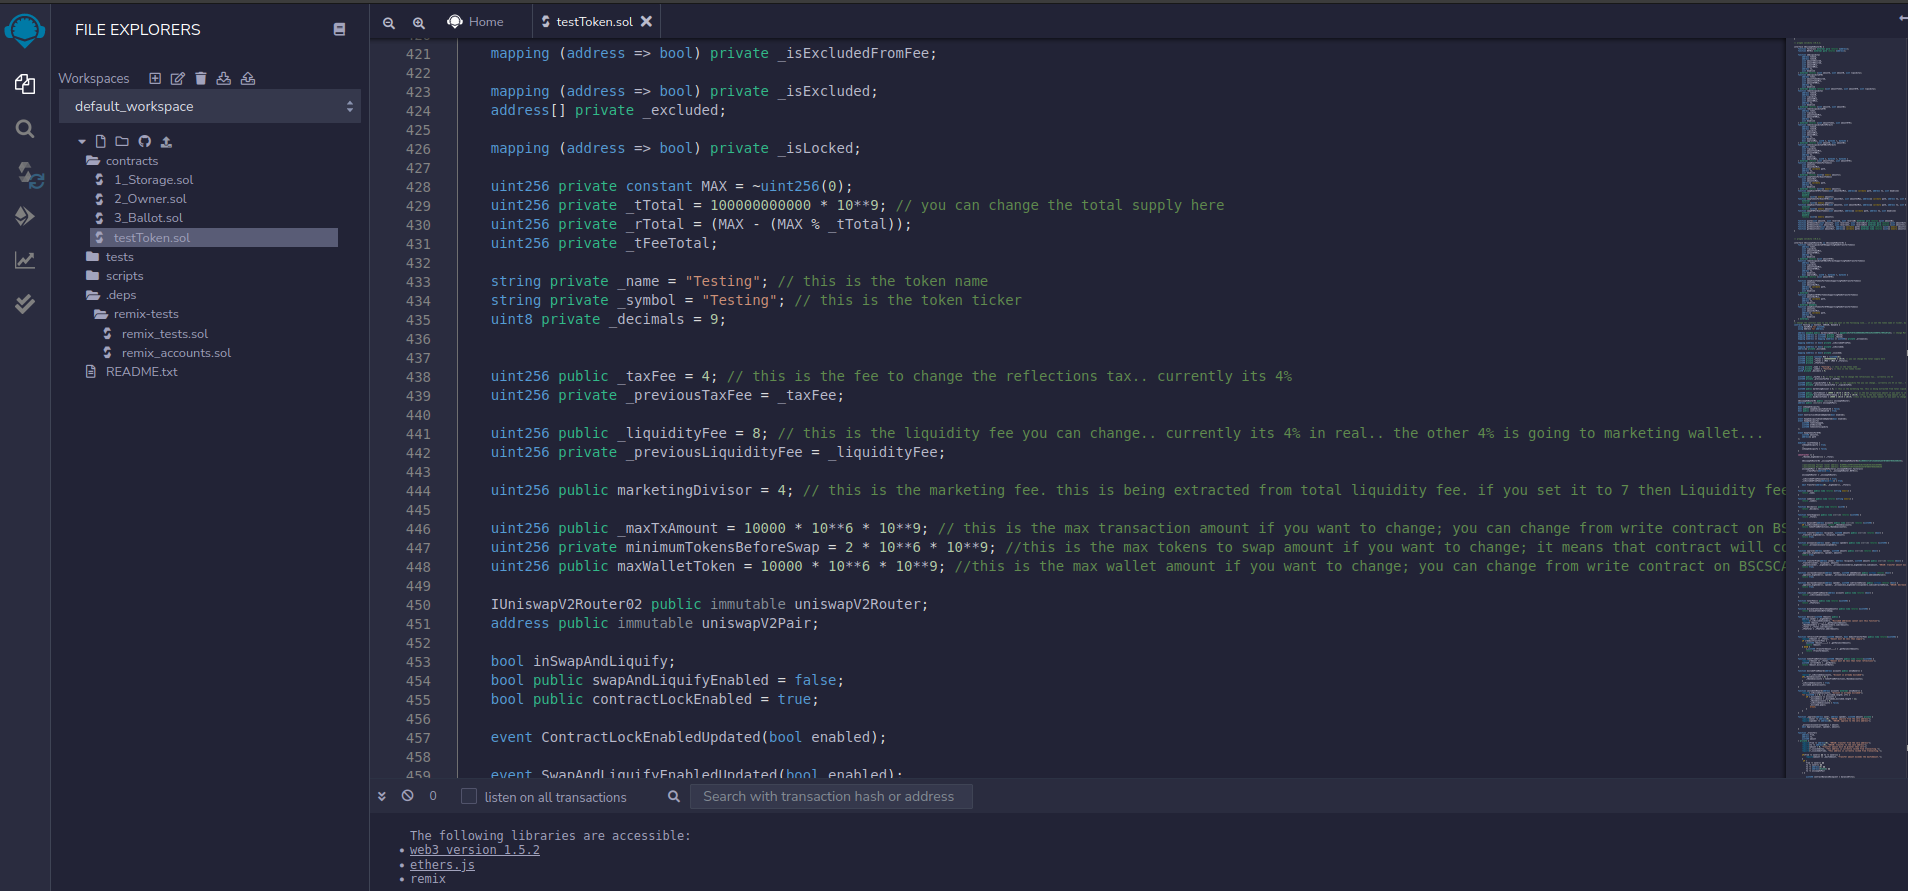 FILE EXPLORERS
Workspaces
default_workspace
contracts
1_Storage.sol
2_Owner.sol
3_Ballot.sol
testToken.sol
tests
scripts
.deps
remix-tests
remix_tests.sol
remix_accounts.sol
README.txt
Home
testToken.sol
421 mapping (address => bool) private _isExcludedFromFee;
422
423 mapping (address => bool) private _isExcluded;
424 address[] private _excluded;
425
426 mapping (address => bool) private _isLocked;
427
428 uint256 private constant MAX = ~uint256(0);
429 uint256 private _tTotal = 100000000000 * 10**9; // you can change the total supply here
430 uint256 private _rTotal = (MAX - (MAX % _tTotal));
431 uint256 private _tFeeTotal;
432
433 string private _name = "Testing"; // this is the token name
434 string private _symbol = "Testing"; // this is the token ticker
435 uint8 private _decimals = 9;
436
437
438 uint256 public _taxFee = 4; // this is the fee to change the reflections tax.. currently its 4%
439 uint256 private _previousTaxFee = _taxFee;
440
441 uint256 public _liquidityFee = 8; // this is the liquidity fee you can change.. currently its 4% in real.. the other 4% is going to marketing wallet...
442 uint256 private _previousLiquidityFee = _liquidityFee;
443
444 uint256 public marketingDivisor = 4; // this is the marketing fee. this is being extracted from total liquidity fee. if you set it to 7 then Liquidity fee
445
446 uint256 public _maxTxAmount = 10000 * 10**6 * 10**9; // this is the max transaction amount if you want to change; you can change from write contract on BS
447 uint256 private minimumTokensBeforeSwap = 2 * 10**6 * 10**9; //this is the max tokens to swap amount if you want to change; it means that contract will co
448 uint256 public maxWalletToken = 10000 * 10**6 * 10**9; //this is the max wallet amount if you want to change; you can change from write contract on BSCSCA
449
450 IUniswapV2Router02 public immutable uniswapV2Router;
451 address public immutable uniswapV2Pair;
452
453 bool inSwapAndLiquify;
454 bool public swapAndLiquifyEnabled = false;
455 bool public contractLockEnabled = true;
456
457 event ContractLockEnabledUpdated(bool enabled);
458
459 event SwapAndLiquifyEnabledUpdated(bool enabled);
0
listen on all transactions
Search with transaction hash or address
The following libraries are accessible:
• web3 version 1.5.2
• ethers.js
• remix